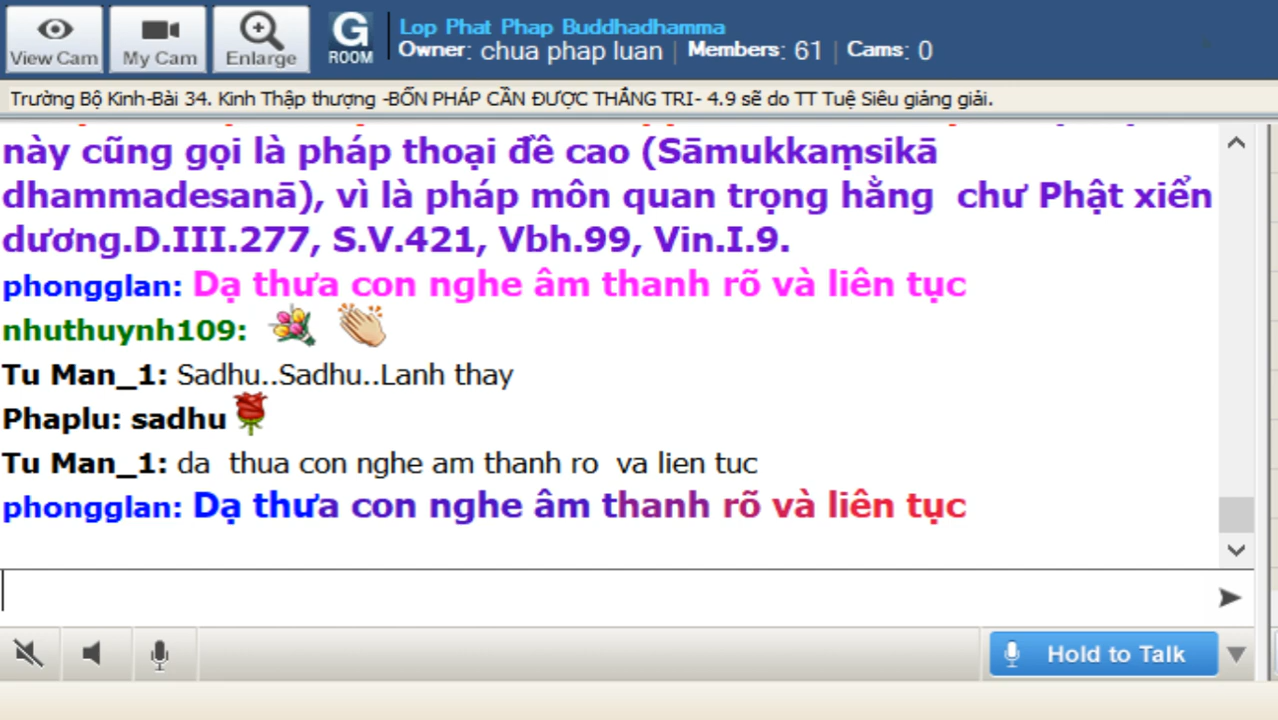 Lop Phat Phap Buddhadhamma
View Cam My Cam Enlarge G ROOM Owner: chua phap luan | Members: 61 | Cams: 0
Trường Bộ Kinh-Bài 34. Kinh Thập thượng -BỐN PHÁP CẦN ĐƯỢC THẮNG TRI- 4.9 sẽ do TT Tuệ Siêu giảng giải.
này cũng gọi là pháp thoại đề cao (Sāmukkaṃsikā
dhammadesanā), vì là pháp môn quan trọng hằng chư Phật xiển
dương.D.III.277, S.V.421, Vbh.99, Vin.I.9.
phongglan: Dạ thưa con nghe âm thanh rõ và liên tục
nhuthuynh109:
Tu Man_1: Sadhu..Sadhu..Lanh thay
Phaplu: sadhu
Tu Man_1: da thua con nghe am thanh ro va lien tuc
phongglan: Dạ thưa con nghe âm thanh rõ và liên tục
Hold to Talk